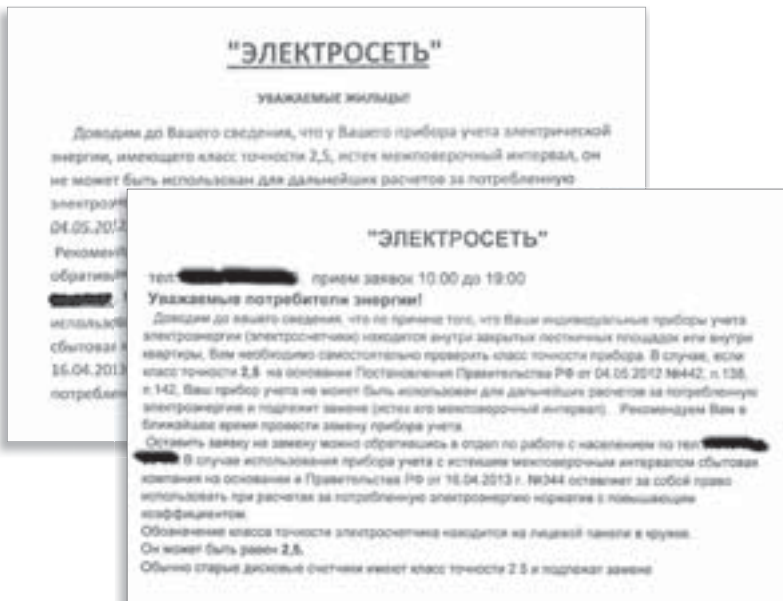 "ЭЛЕКТРОСЕТЬ"
УВАЖАЕМЫЕ ЖИЛЬЦЫ!
Доводим до Вашего сведения, что у Вашего прибора учета электрической
энергии, имеющего класс точности 2,5, истек межповерочный интервал, он
не может быть использован для дальнейших расчетов за потребленную
электроэ
04.05.2012
Рекоменд
обративш
использов
сбытовая к
16.04.2013
потреблен
"ЭЛЕКТРОСЕТЬ"
тел. прием заявок 10.00 до 19:00
Уважаемые потребители энергии!
Доводим до вашего сведения, что по причине того, что Ваши индивидуальные приборы учета
электроэнергии (электросчетчики) находятся внутри закрытых лестничных площадок или внутри
квартиры, Вам необходимо самостоятельно проверить класс точности прибора. В случае, если
класс точности 2,5 на основании Постановления Правительства РФ от 04.05.2012 №442, п.138,
п.142, Ваш прибор учета не может быть использован для дальнейших расчетов за потребленную
электроэнергию и подлежит замене (истек его межповерочный интервал). Рекомендуем Вам в
ближайшее время провести замену прибора учета.
Оставить заявку на замену можно обратившись в отдел по работе с населением по тел.
В случае использования прибора учета с истекшим межповерочным интервалом сбытовая
компания на основании и Правительства РФ от 16.04.2013 г. №344 оставляет за собой право
использовать при расчетах за потребленную электроэнергию норматив с повышающим
коэффициентом.
Обозначение класса точности электросчетчика находится на лицевой панели в кружке.
Он может быть равен 2,5.
Обычно старые дисковые счетчики имеют класс точности 2.5 и подлежат замене